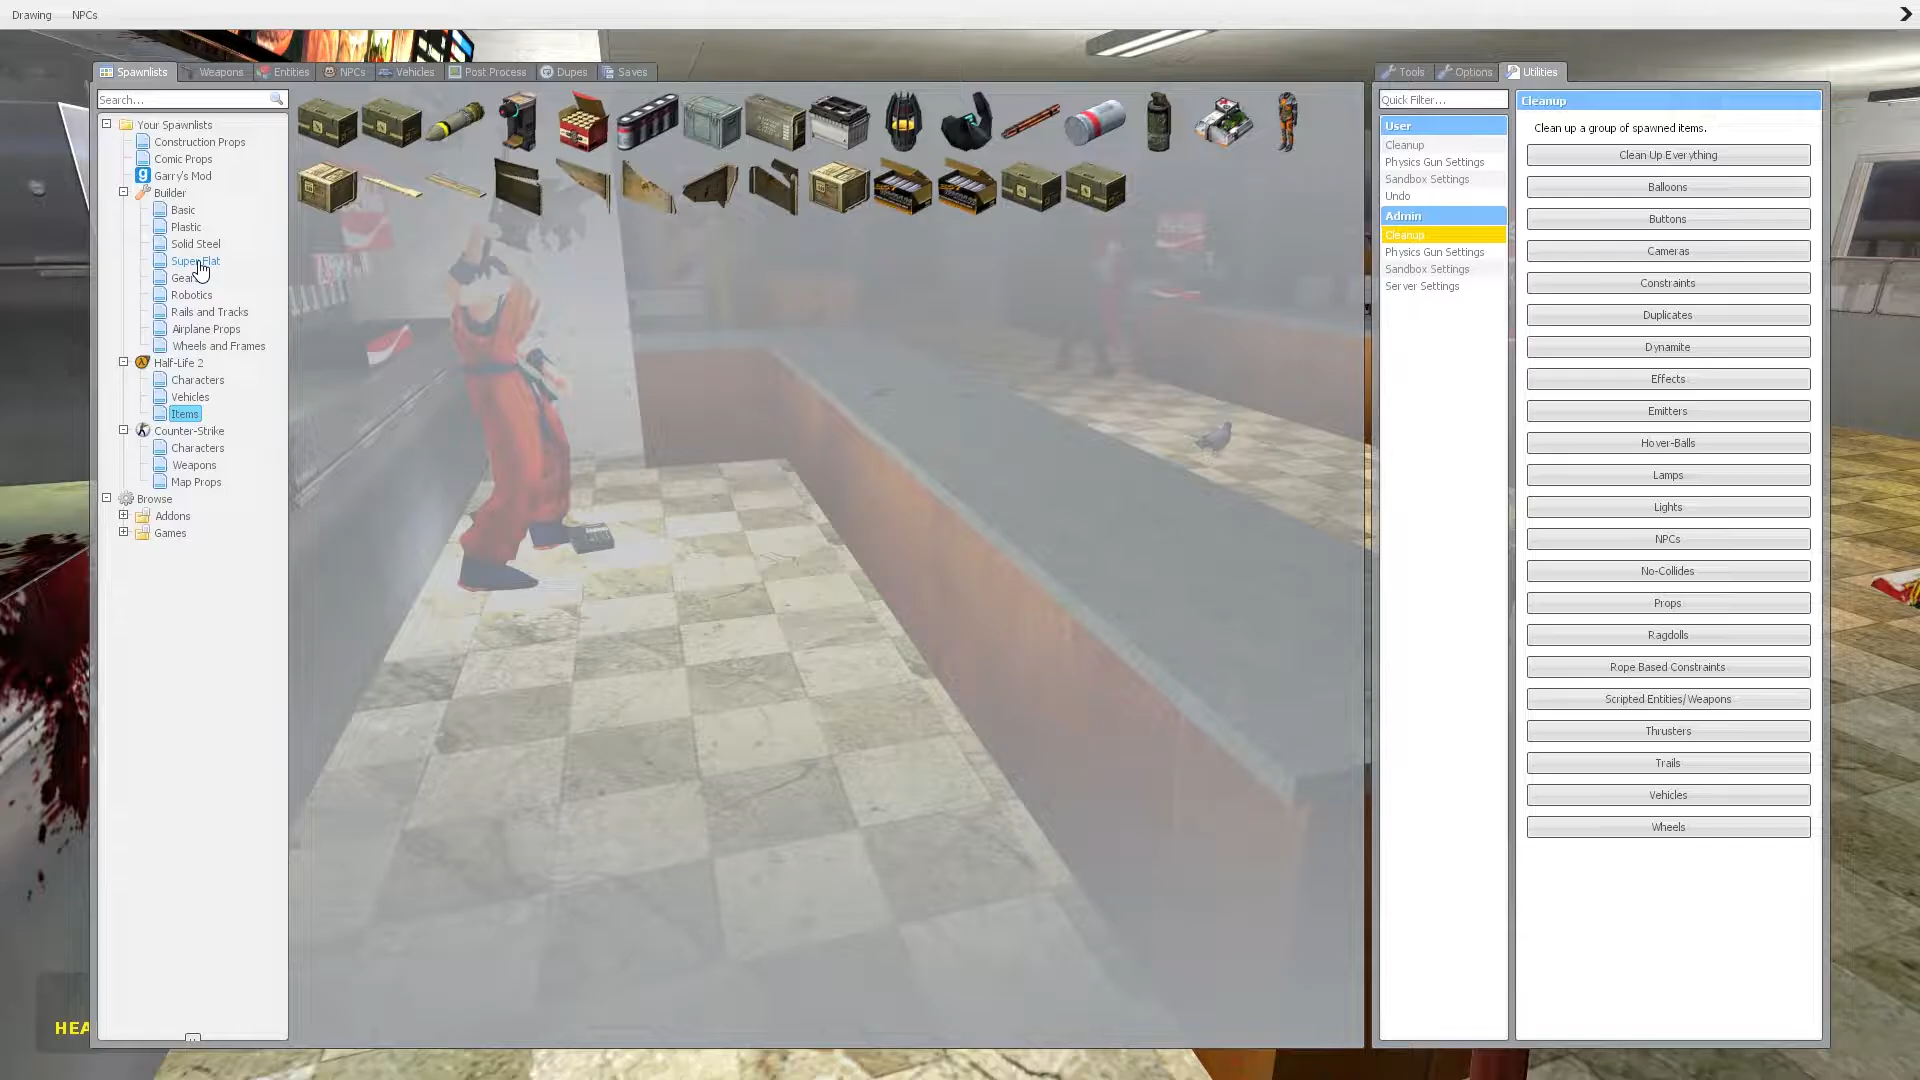 Drawing NPCs
Spawnlists Weapons Entities NPCs Vehicles Post Process Dupes Saves
Search...
Your Spawnlists
Construction Props
Comic Props
Garry's Mod
Builder
Basic
Plastic
Solid Steel
Super Flat
Gear
Robotics
Rails and Tracks
Airplane Props
Wheels and Frames
Half-Life 2
Characters
Vehicles
Items
Counter-Strike
Characters
Weapons
Map Props
Browse
Addons
Games
HEA
Tools Options Utilities
Quick Filter...
User
Cleanup
Physics Gun Settings
Sandbox Settings
Undo
Admin
Cleanup
Physics Gun Settings
Sandbox Settings
Server Settings
Cleanup
Clean up a group of spawned items.
Clean Up Everything
Balloons
Buttons
Cameras
Constraints
Duplicates
Dynamite
Effects
Emitters
Hover-Balls
Lamps
Lights
NPCs
No-Collides
Props
Ragdolls
Rope Based Constraints
Scripted Entities/Weapons
Thrusters
Trails
Vehicles
Wheels